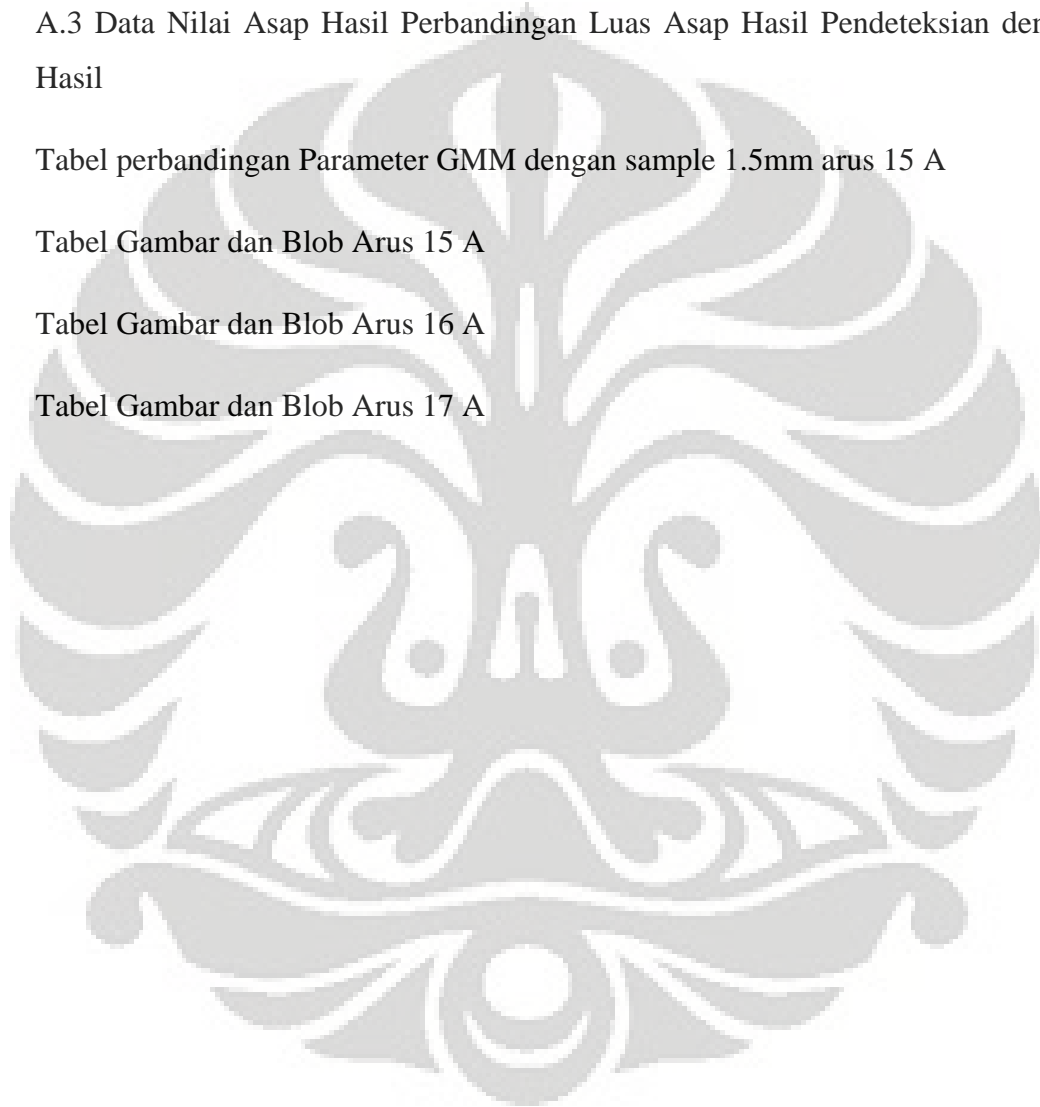 A.3 Data Nilai Asap Hasil Perbandingan Luas Asap Hasil Pendeteksian
Hasil
Tabel perbandingan Parameter GMM dengan sample 1.5mm arus 15 A
Tabel Gambar dan Blob Arus 15 A
Tabel Gambar dan Blob Arus 16 A
Tabel Gambar dan Blob Arus 17 A